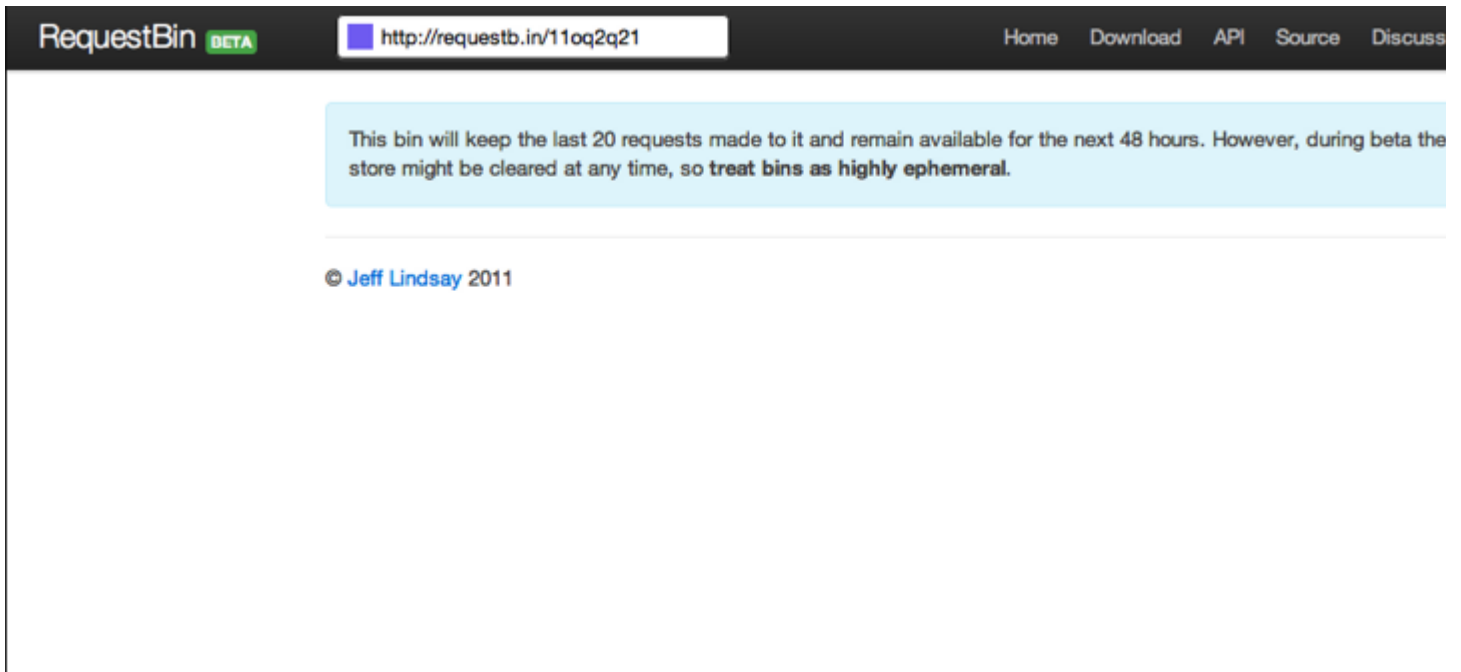 RequestBin BETA http://requestb.in/11oq2q21 Home Download API Source Discuss
This bin will keep the last 20 requests made to it and remain available for the next 48 hours. However, during beta the
store might be cleared at any time, so treat bins as highly ephemeral.
© Jeff Lindsay 2011